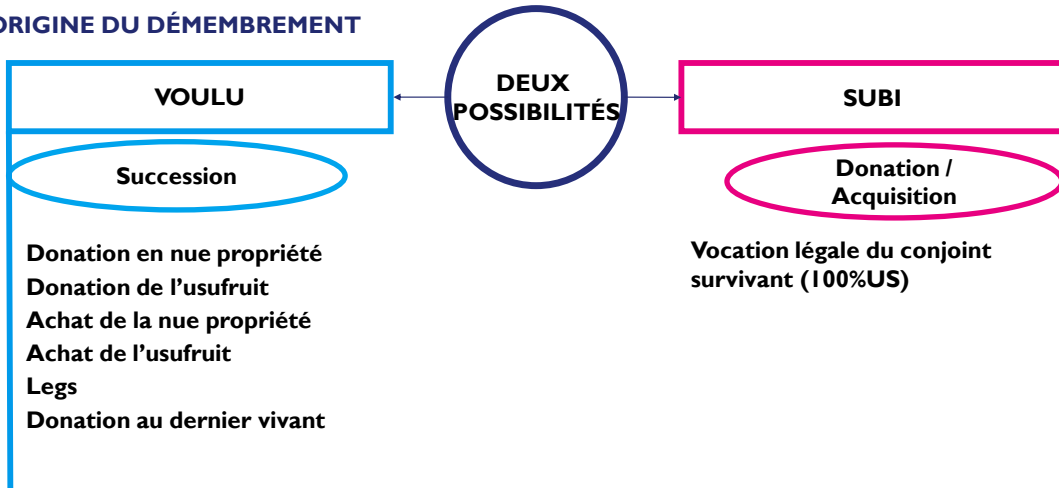 ORIGINE DU DÉMEMBREMENT
VOULU
DEUX
POSSIBILITÉS
SUBI
Succession
Donation /
Acquisition
Donation en nue propriété
Donation de l’usufruit
Achat de la nue propriété
Achat de l’usufruit
Legs
Donation au dernier vivant
Vocation légale du conjoint
survivant (100%US)